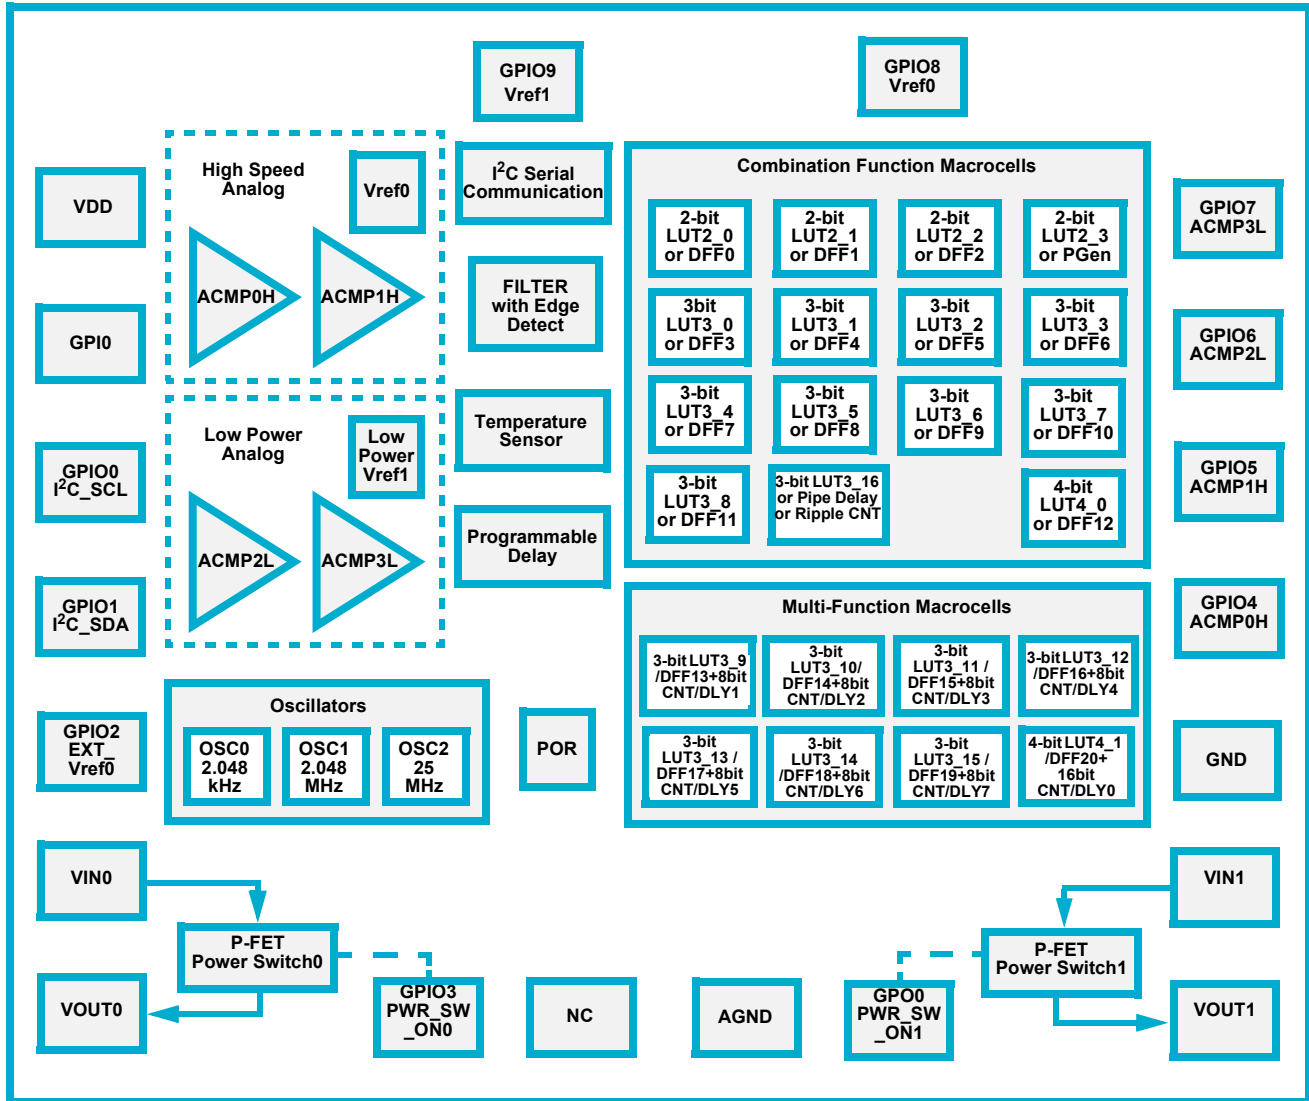 GPIO9
Vref1
GPIO8
Vref0
VDD
GPI0
GPIO0
I²C_SCL
GPIO1
I²C_SDA
GPIO2
EXT_
Vref0
High Speed
Analog
Vref0
ACMP0H
ACMP1H
Low Power
Analog
Low
Power
Vref1
ACMP2L
ACMP3L
I²C Serial
Communication
FILTER
with Edge
Detect
Temperature
Sensor
Programmable
Delay
Oscillators
OSC0
2.048
kHz
OSC1
2.048
MHz
OSC2
25
MHz
POR
Combination Function Macrocells
2-bit
LUT2_0
or DFF0
2-bit
LUT2_1
or DFF1
2-bit
LUT2_2
or DFF2
2-bit
LUT2_3
or PGen
3bit
LUT3_0
or DFF3
3-bit
LUT3_1
or DFF4
3-bit
LUT3_2
or DFF5
3-bit
LUT3_3
or DFF6
3-bit
LUT3_4
or DFF7
3-bit
LUT3_5
or DFF8
3-bit
LUT3_6
or DFF9
3-bit
LUT3_7
or DFF10
3-bit
LUT3_8
or DFF11
3-bit LUT3_16
or Pipe Delay
or Ripple CNT
4-bit
LUT4_0
or DFF12
Multi-Function Macrocells
3-bit LUT3_9
/DFF13+8bit
CNT/DLY1
3-bit
LUT3_10/
DFF14+8bit
CNT/DLY2
3-bit
LUT3_11 /
DFF15+8bit
CNT/DLY3
3-bit LUT3_12
/DFF16+8bit
CNT/DLY4
3-bit
LUT3_13 /
DFF17+8bit
CNT/DLY5
3-bit
LUT3_14
/DFF18+8bit
CNT/DLY6
3-bit
LUT3_15 /
DFF19+8bit
CNT/DLY7
4-bit LUT4_1
/DFF20+
16bit
CNT/DLY0
GPIO7
ACMP3L
GPIO6
ACMP2L
GPIO5
ACMP1H
GPIO4
ACMP0H
GND
VIN0
P-FET
Power Switch0
VOUT0
GPIO3
PWR_SW
_ON0
NC
AGND
GPO0
PWR_SW
_ON1
P-FET
Power Switch1
VIN1
VOUT1